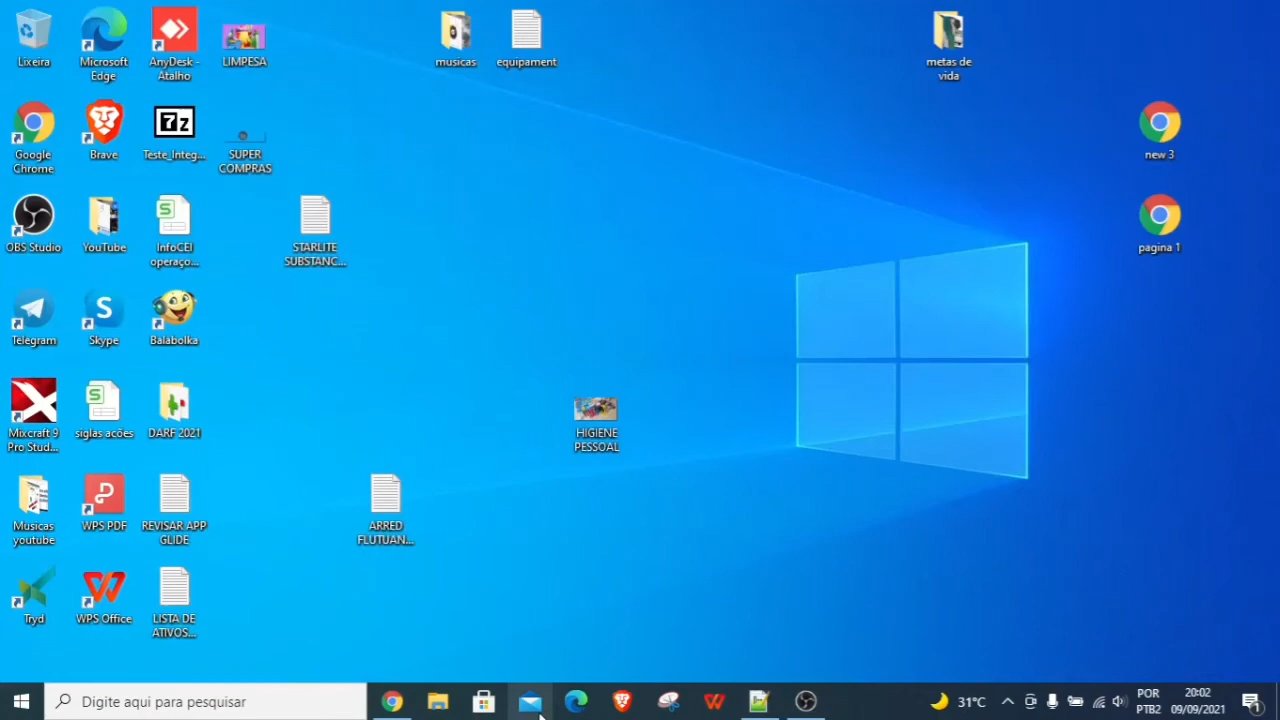 Lixeira
Microsoft
Edge
AnyDesk -
Atalho
LIMPESA
musicas
equipament
metas de
vida
Google
Chrome
Brave
7z
Teste_Integ...
SUPER
COMPRAS
new 3
OBS Studio
YouTube
InfoCEI
operaço...
STARLITE
SUBSTANC...
pagina 1
Telegram
Skype
Balabolka
Mixcraft 9
Pro Stud...
siglas acões
DARF 2021
HIGIENE
PESSOAL
Musicas
youtube
WPS PDF
REVISAR APP
GLIDE
ARRED
FLUTUAN...
Tryd
WPS Office
LISTA DE
ATIVOS...
Digite aqui para pesquisar
31°C
POR
PTB2
20:02
09/09/2021
1